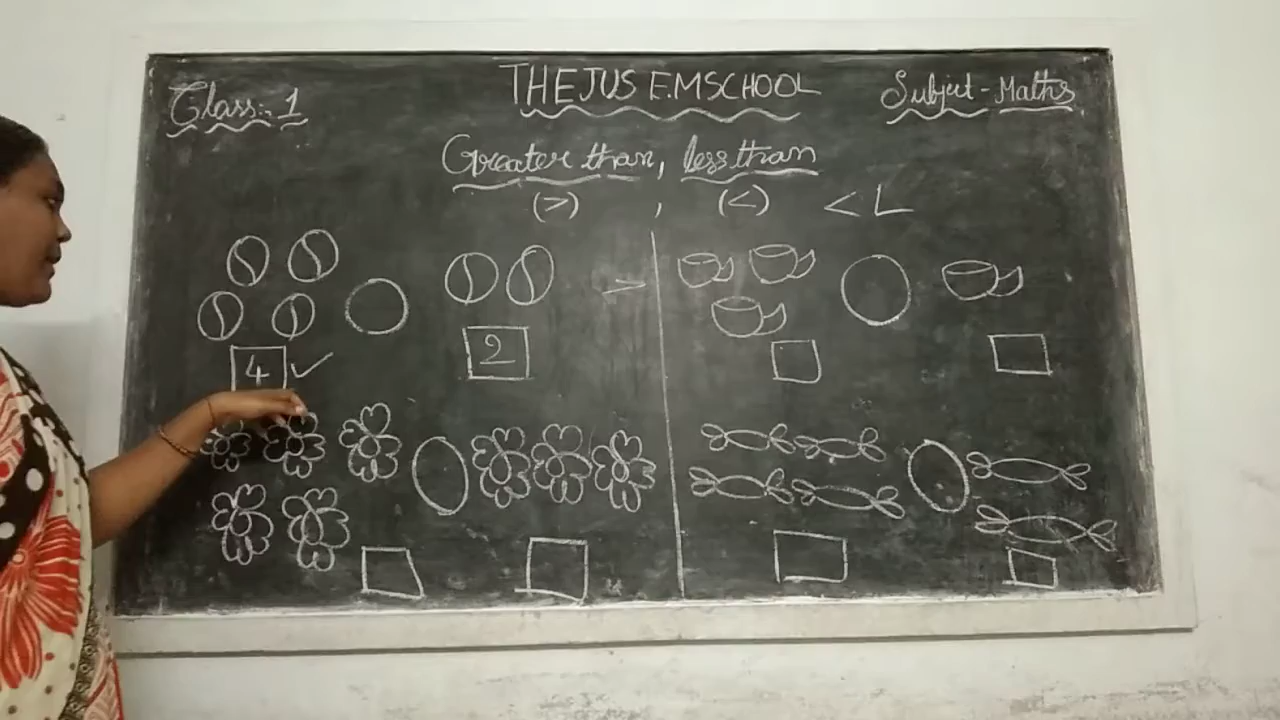 Class:- 1
THEJUS E.M SCHOOL
Subject - Maths
Greater than, less than
(>) , (<) < L
>
4 ✓
2